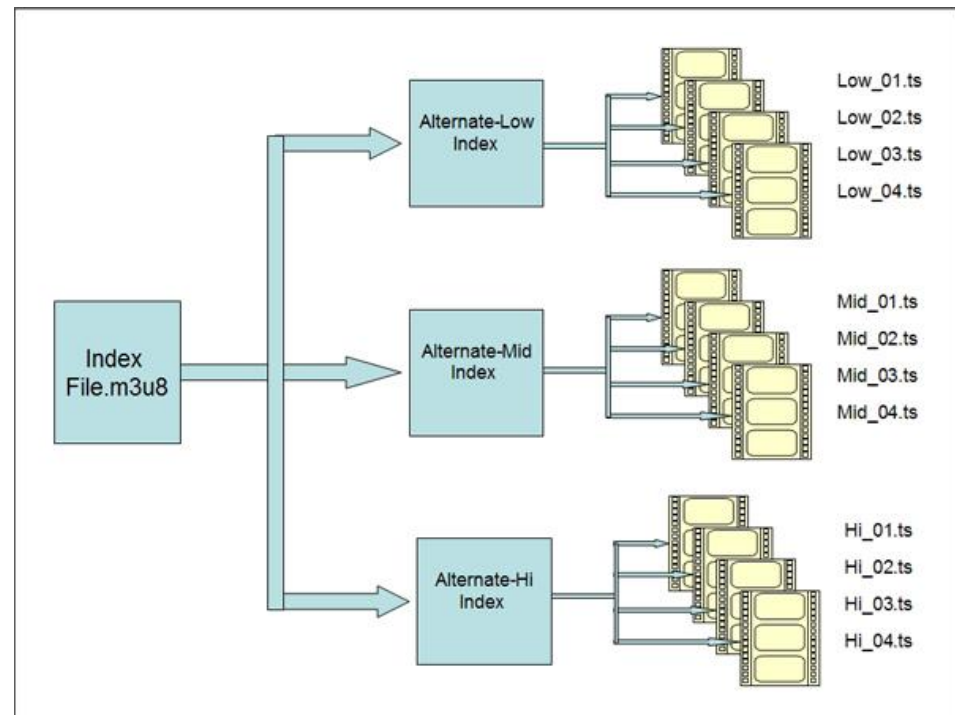 Index
File.m3u8
Alternate-Low
Index
Low_01.ts
Low_02.ts
Low_03.ts
Low_04.ts
Alternate-Mid
Index
Mid_01.ts
Mid_02.ts
Mid_03.ts
Mid_04.ts
Alternate-Hi
Index
Hi_01.ts
Hi_02.ts
Hi_03.ts
Hi_04.ts